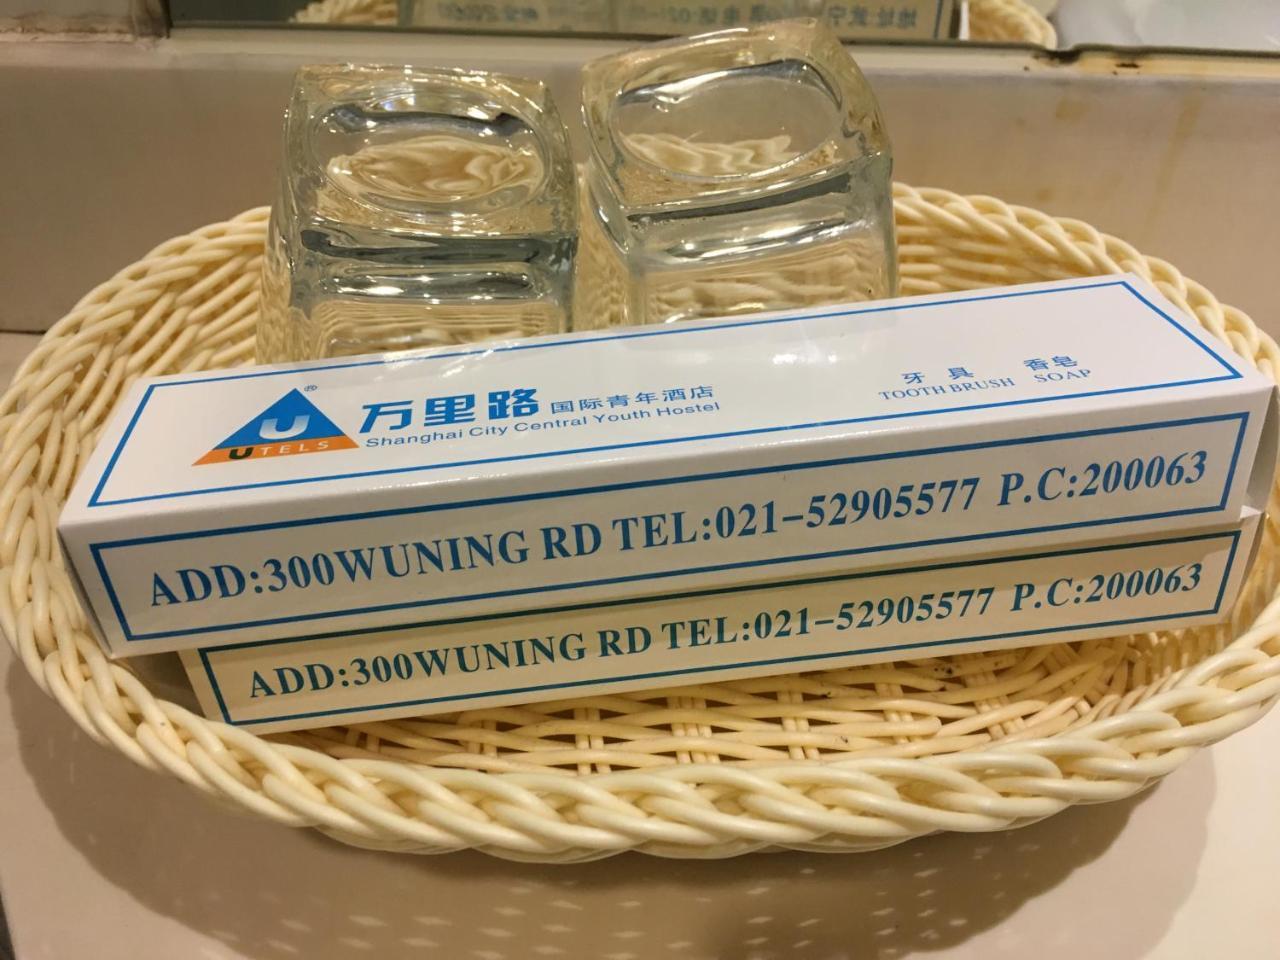 U
UTELS
®
万里路 国际青年酒店
Shanghai City Central Youth Hostel
牙具 香皂
TOOTH BRUSH SOAP
ADD:300WUNING RD TEL:021-52905577 P.C:200063
ADD:300WUNING RD TEL:021-52905577 P.C:200063